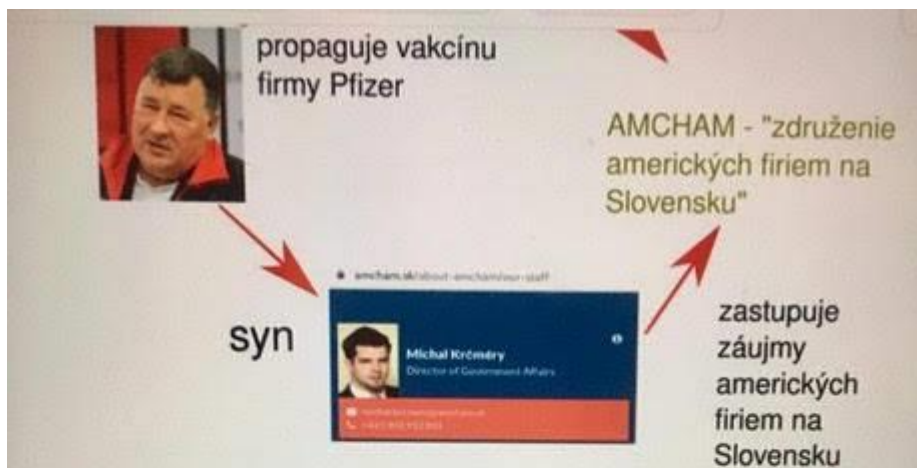 propaguje vakcínu
firmy Pfizer
AMCHAM - "združenie
amerických firiem na
Slovensku"
amcham.sk/about-amcham/our-staff
syn
Michal Krčméry
Director of Government Affairs
zastupuje
záujmy
amerických
firiem na
Slovensku